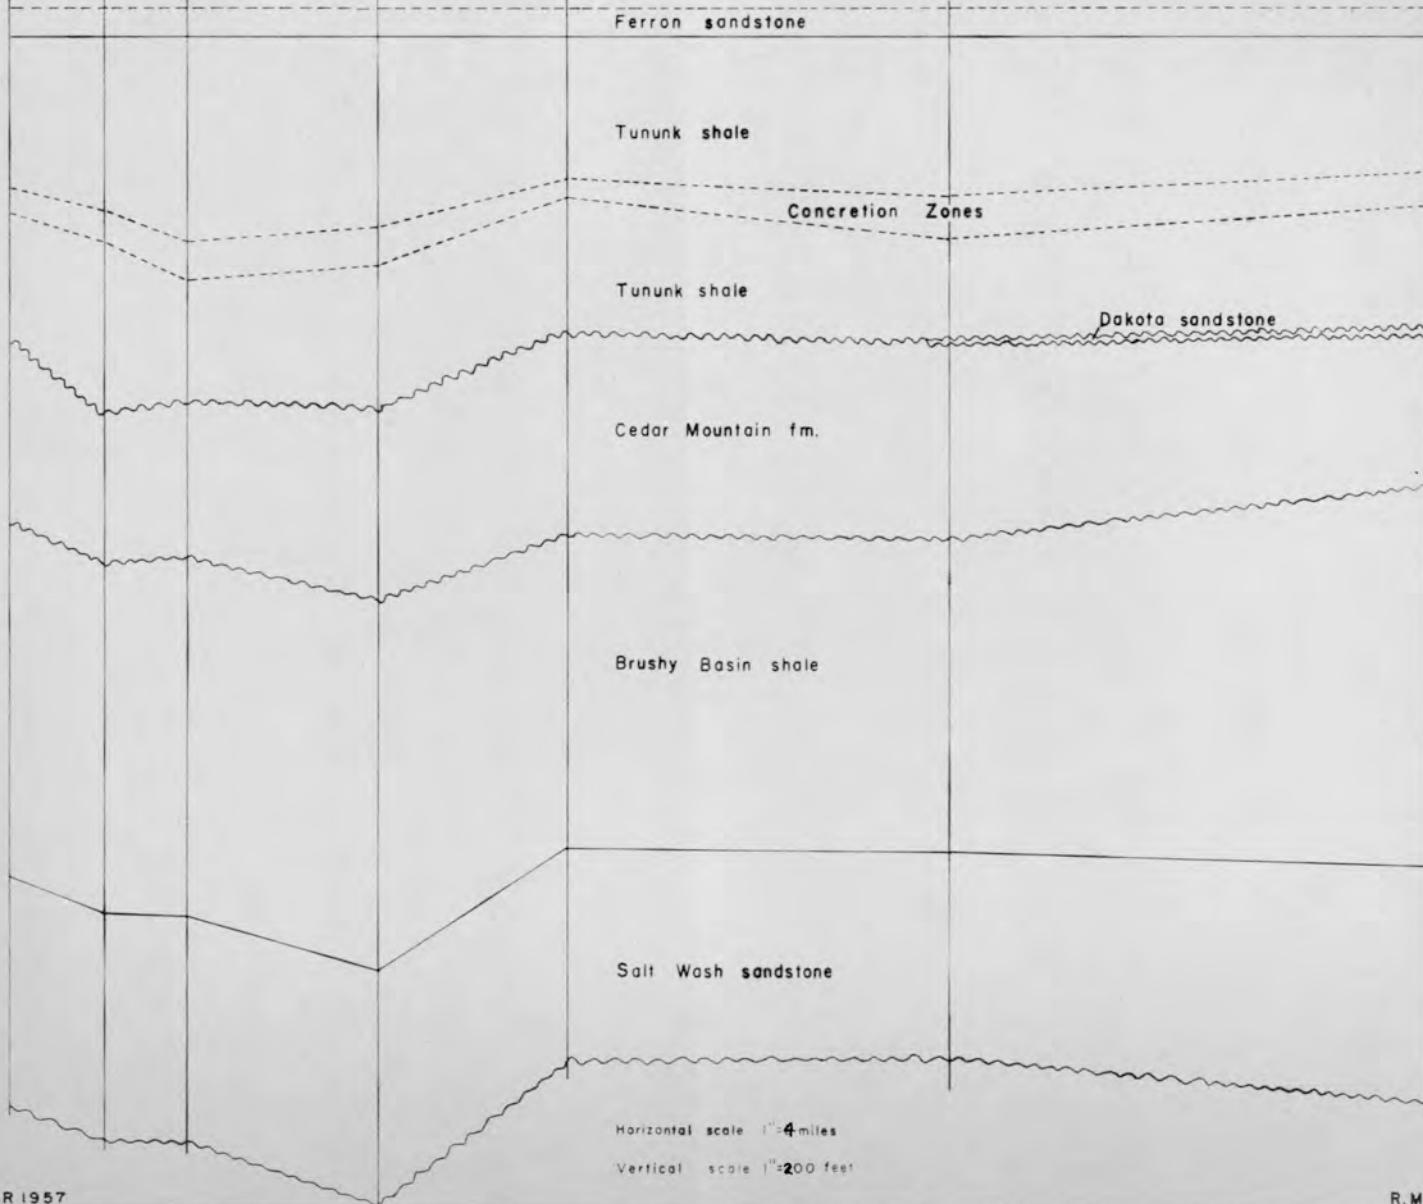 Ferron sandstone
Tununk shale
Concretion Zones
Tununk shale
Dakota sandstone
Cedar Mountain fm.
Brushy Basin shale
Salt Wash sandstone
Horizontal scale 1"=4 miles
Vertical scale 1"=200 feet
R 1957
R.M